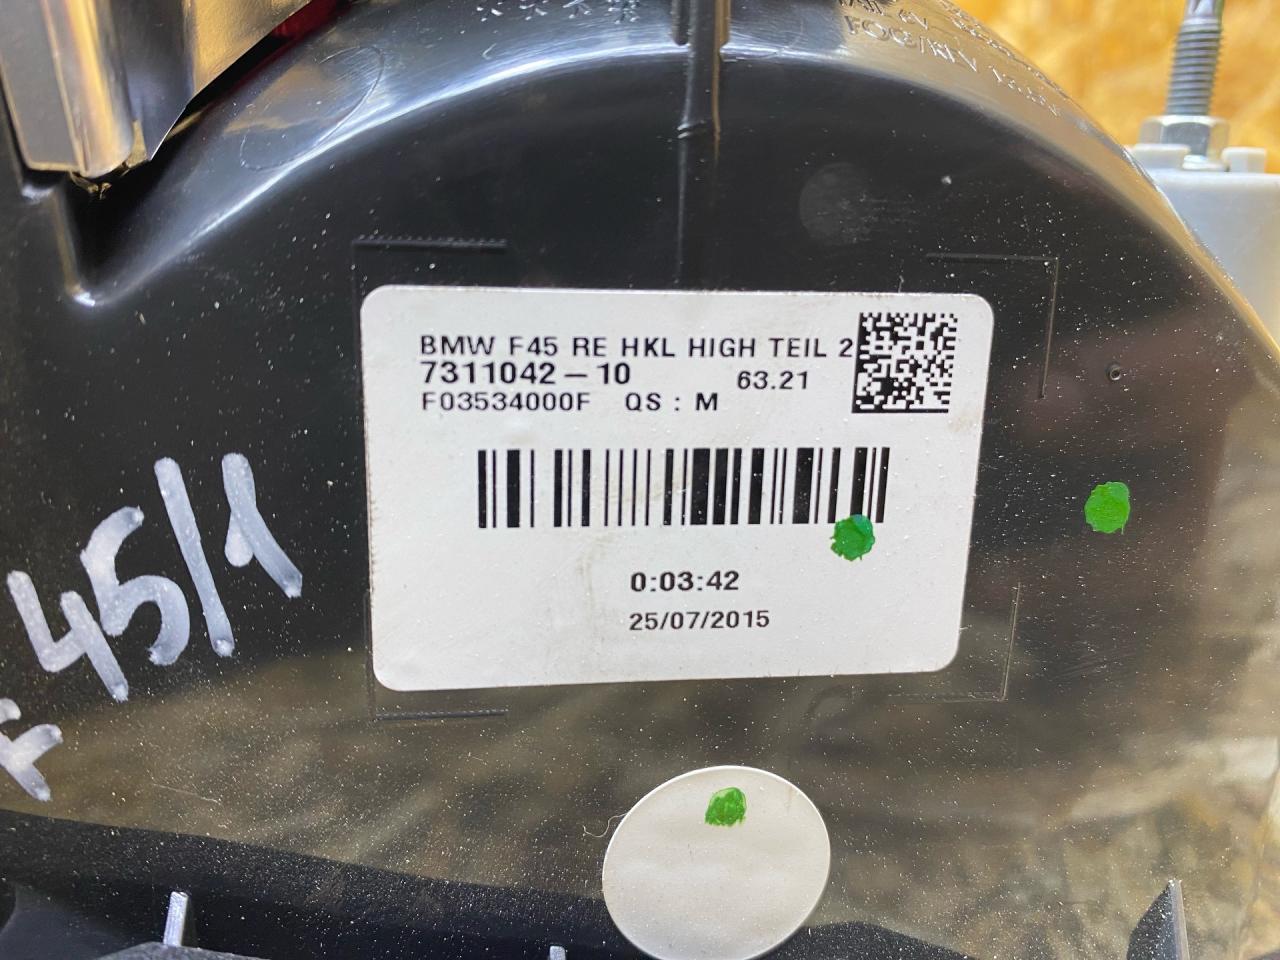 BMW F45 RE HKL HIGH TEIL 2
7311042-10 63.21
F03534000F QS : M
0:03:42
25/07/2015
F 45/1